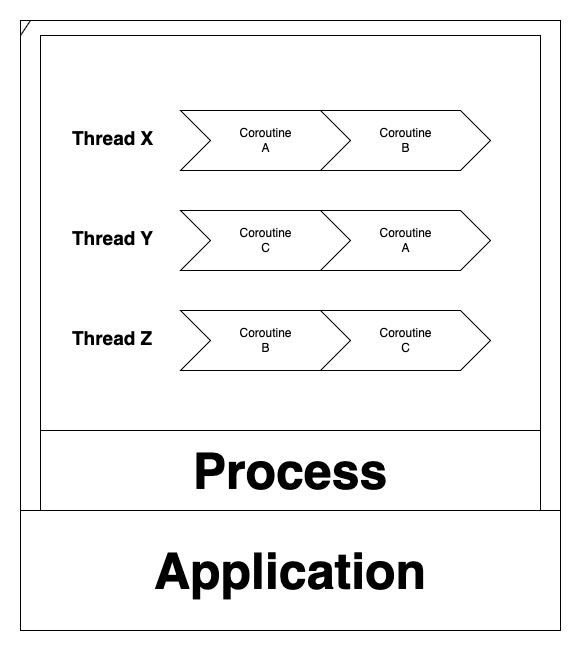 Thread X
Coroutine
A
Coroutine
B
Thread Y
Coroutine
C
Coroutine
A
Thread Z
Coroutine
B
Coroutine
C
Process
Application